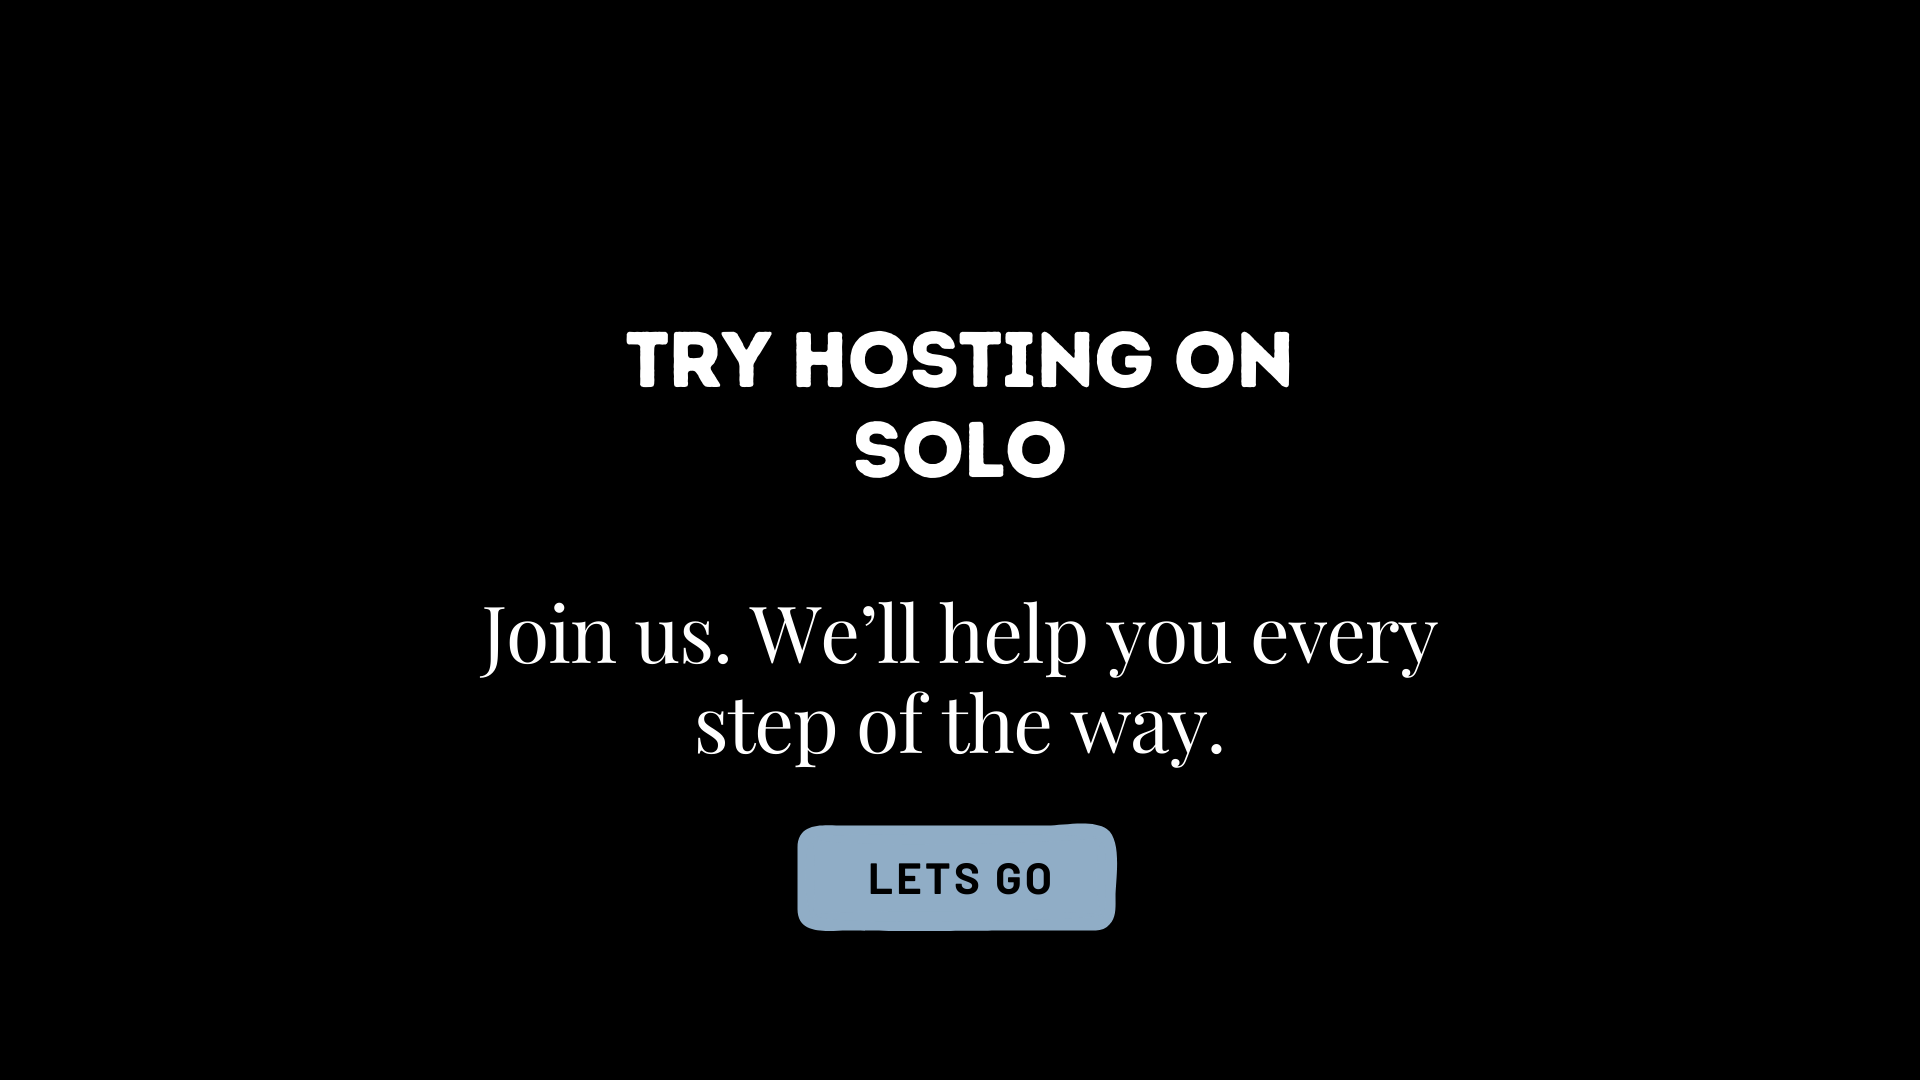 TRY HOSTING ON
SOLO
Join us. We’ll help you every
step of the way.
LETS GO